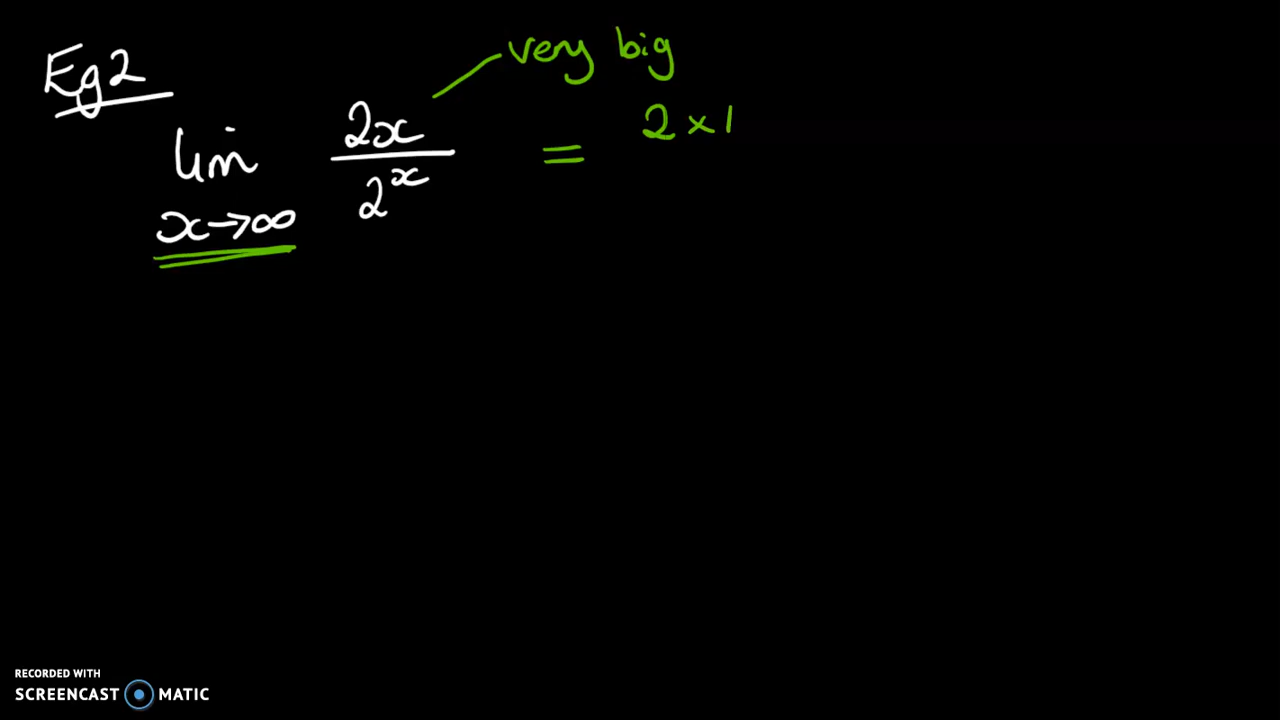 Eg2
very big
lim 2x / 2^x = 2 × 1
x→∞
RECORDED WITH
SCREENCAST MATIC